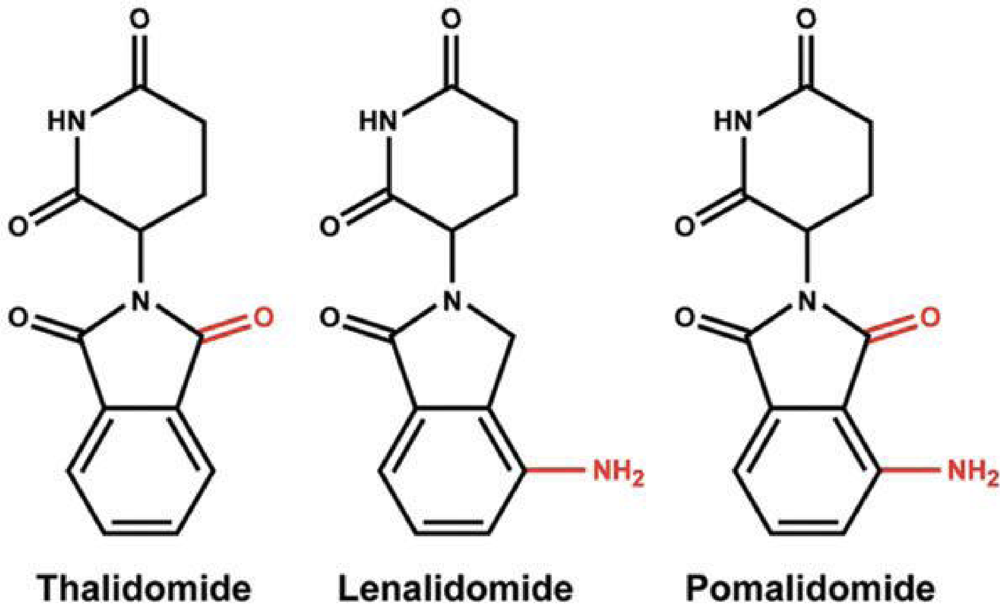 O O O
HN HN HN
O O O
N N N
O O O O O
NH₂ NH₂
Thalidomide Lenalidomide Pomalidomide